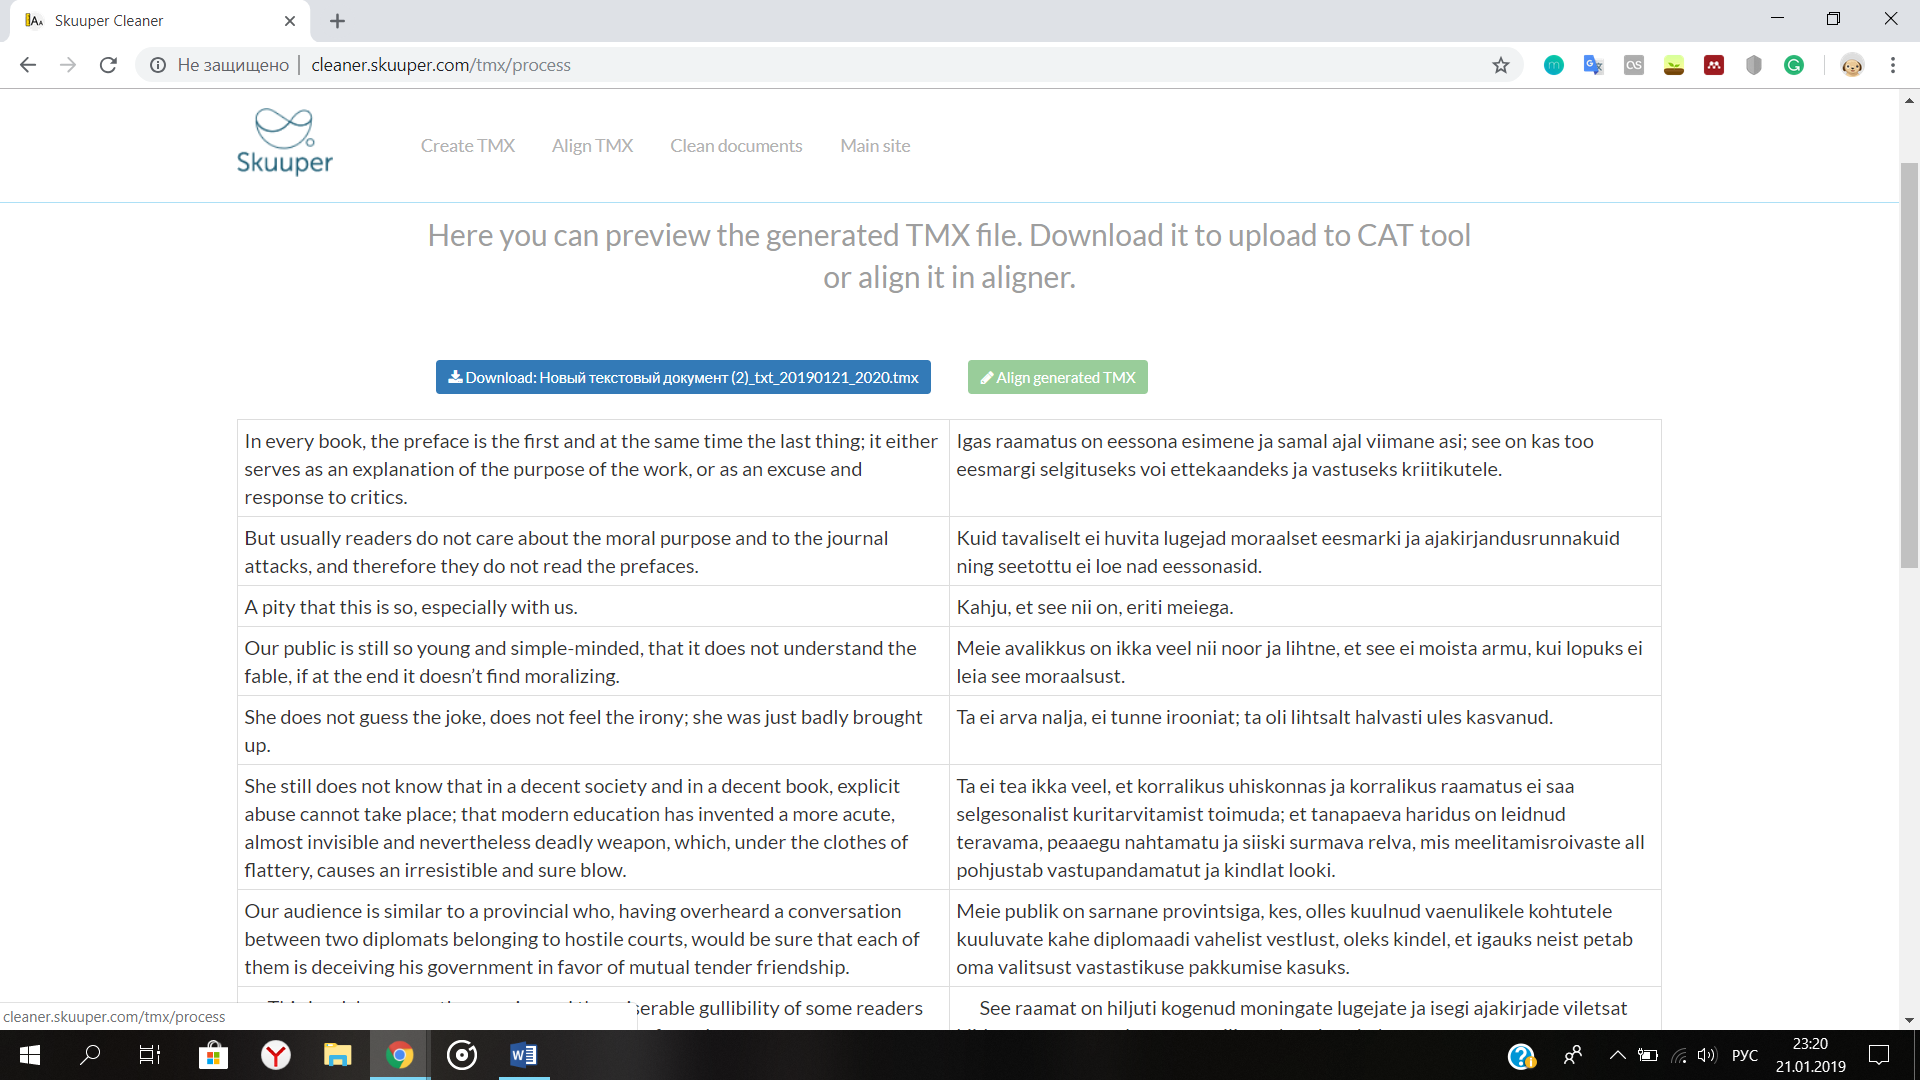 Skuuper Cleaner
Не защищено
cleaner.skuuper.com/tmx/process
Skuuper
Create TMX
Align TMX
Clean documents
Main site
Here you can preview the generated TMX file. Download it to upload to CAT tool
or align it in aligner.
Download: Новый текстовый документ (2)_txt_20190121_2020.tmx
Align generated TMX
In every book, the preface is the first and at the same time the last thing; it either
serves as an explanation of the purpose of the work, or as an excuse and
response to critics.
Igas raamatus on eessona esimene ja samal ajal viimane asi; see on kas too
eesmargi selgituseks voi ettekaandeks ja vastuseks kriitikutele.
But usually readers do not care about the moral purpose and to the journal
attacks, and therefore they do not read the prefaces.
Kuid tavaliselt ei huvita lugejad moraalset eesmarki ja ajakirjandusrunnakuid
ning seetottu ei loe nad eessonasid.
A pity that this is so, especially with us.
Kahju, et see nii on, eriti meiega.
Our public is still so young and simple-minded, that it does not understand the
fable, if at the end it doesn’t find moralizing.
Meie avalikkus on ikka veel nii noor ja lihtne, et see ei moista armu, kui lopuks ei
leia see moraalsust.
She does not guess the joke, does not feel the irony; she was just badly brought
up.
Ta ei arva nalja, ei tunne irooniat; ta oli lihtsalt halvasti ules kasvanud.
She still does not know that in a decent society and in a decent book, explicit
abuse cannot take place; that modern education has invented a more acute,
almost invisible and nevertheless deadly weapon, which, under the clothes of
flattery, causes an irresistible and sure blow.
Ta ei tea ikka veel, et korralikus uhiskonnas ja korralikus raamatus ei saa
selgesonalist kuritarvitamist toimuda; et tanapaeva haridus on leidnud
teravama, peaaegu nahtamatu ja siiski surmava relva, mis meelitamisroivaste all
pohjustab vastupandamatut ja kindlat looki.
Our audience is similar to a provincial who, having overheard a conversation
between two diplomats belonging to hostile courts, would be sure that each of
them is deceiving his government in favor of mutual tender friendship.
Meie publik on sarnane provintsiga, kes, olles kuulnud vaenulikele kohtutele
kuuluvate kahe diplomaadi vahelist vestlust, oleks kindel, et igauks neist petab
oma valitsust vastastikuse pakkumise kasuks.
gullibility of some readers
See raamat on hiljuti kogenud moningate lugejate ja isegi ajakirjade viletsat
cleaner.skuuper.com/tmx/process
РУС
23:20
21.01.2019